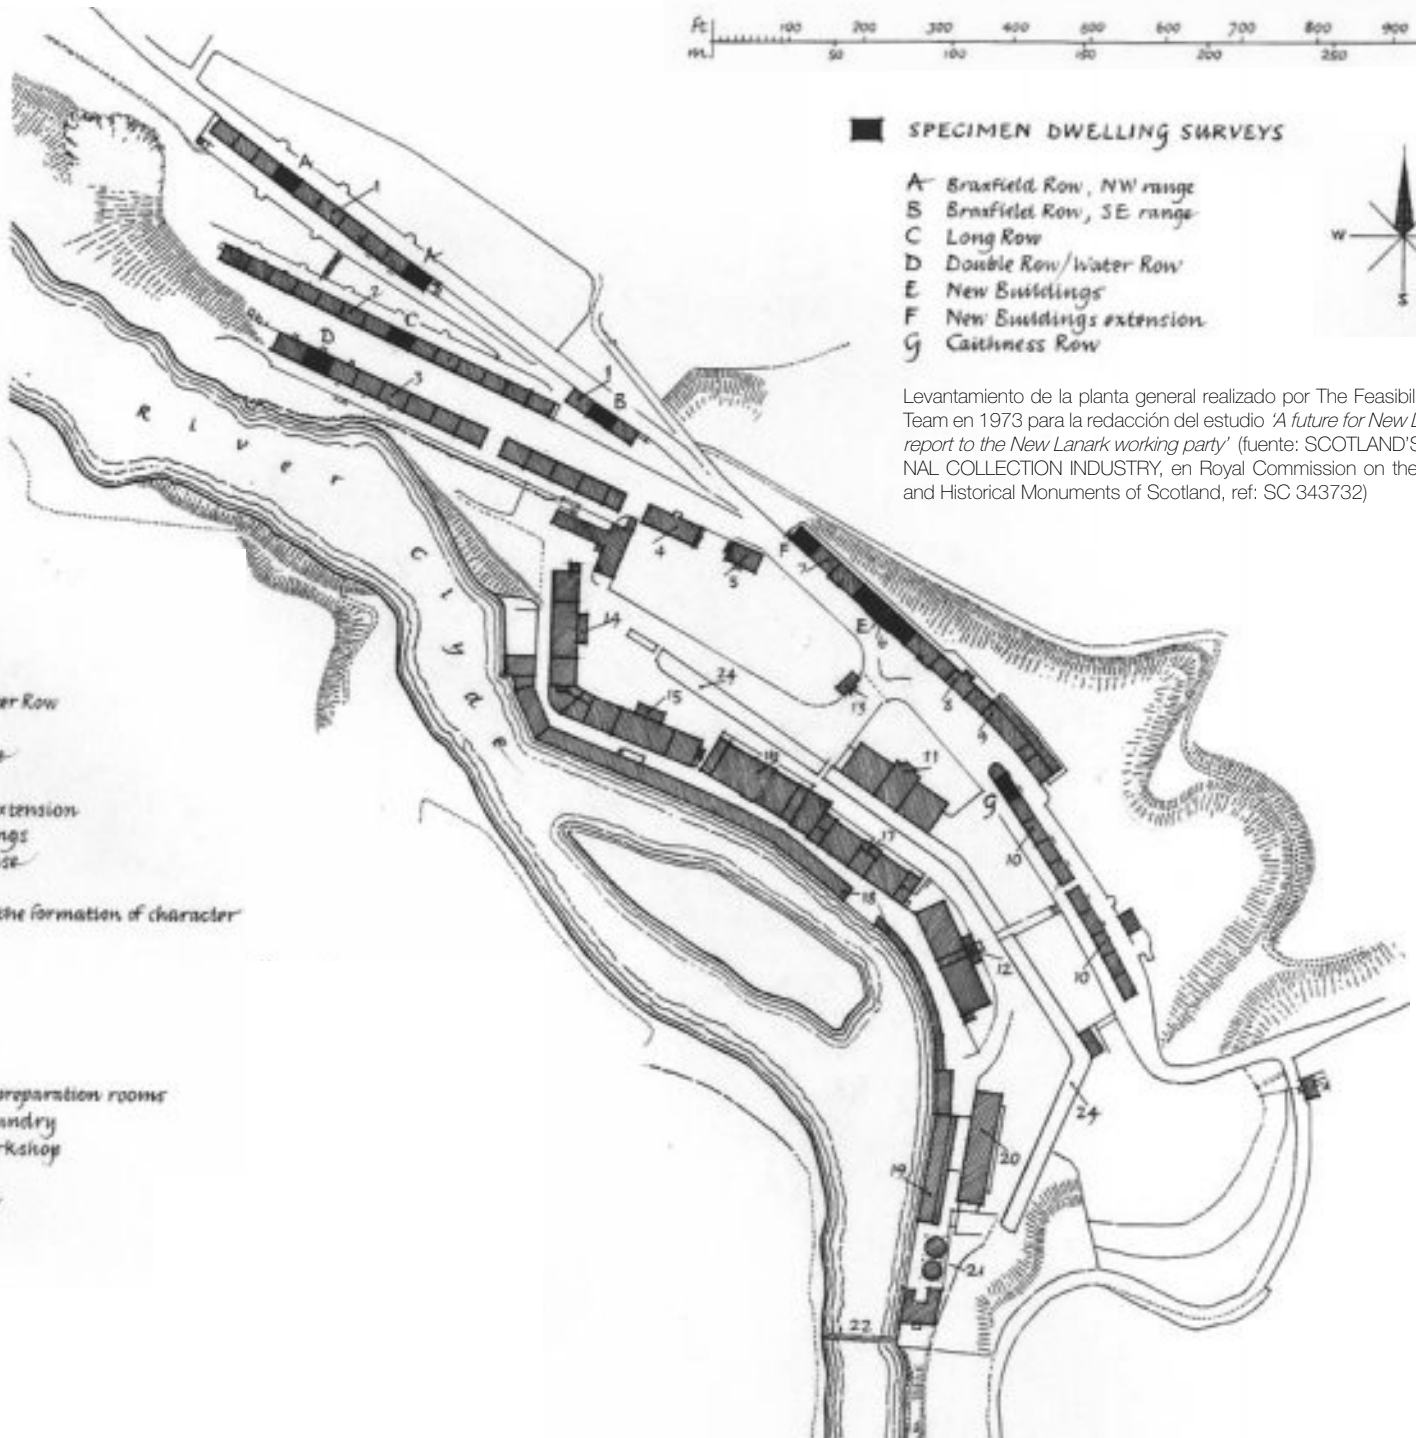 ft 100 200 300 400 500 600 700 800 900
m 50 100 150 200 250
SPECIMEN DWELLING SURVEYS
A Braxfield Row, NW range
B Braxfield Row, SE range
C Long Row
D Double Row/Water Row
E New Buildings
F New Buildings extension
G Caithness Row
W
S
Levantamiento de la planta general realizado por The Feasibil
Team en 1973 para la redacción del estudio 'A future for New L
report to the New Lanark working party' (fuente: SCOTLAND'S
NAL COLLECTION INDUSTRY, en Royal Commission on the
and Historical Monuments of Scotland, ref: SC 343732)
A
1
A
B
2
C
D
3
1
B
River
Clyde
4
5
F
7
E
6
8
9
14
24
13
15
16
11
G
10
17
18
12
10
24
20
19
21
22
er Row
xtension
ngs
se
the formation of character
preparation rooms
undry
rkshop